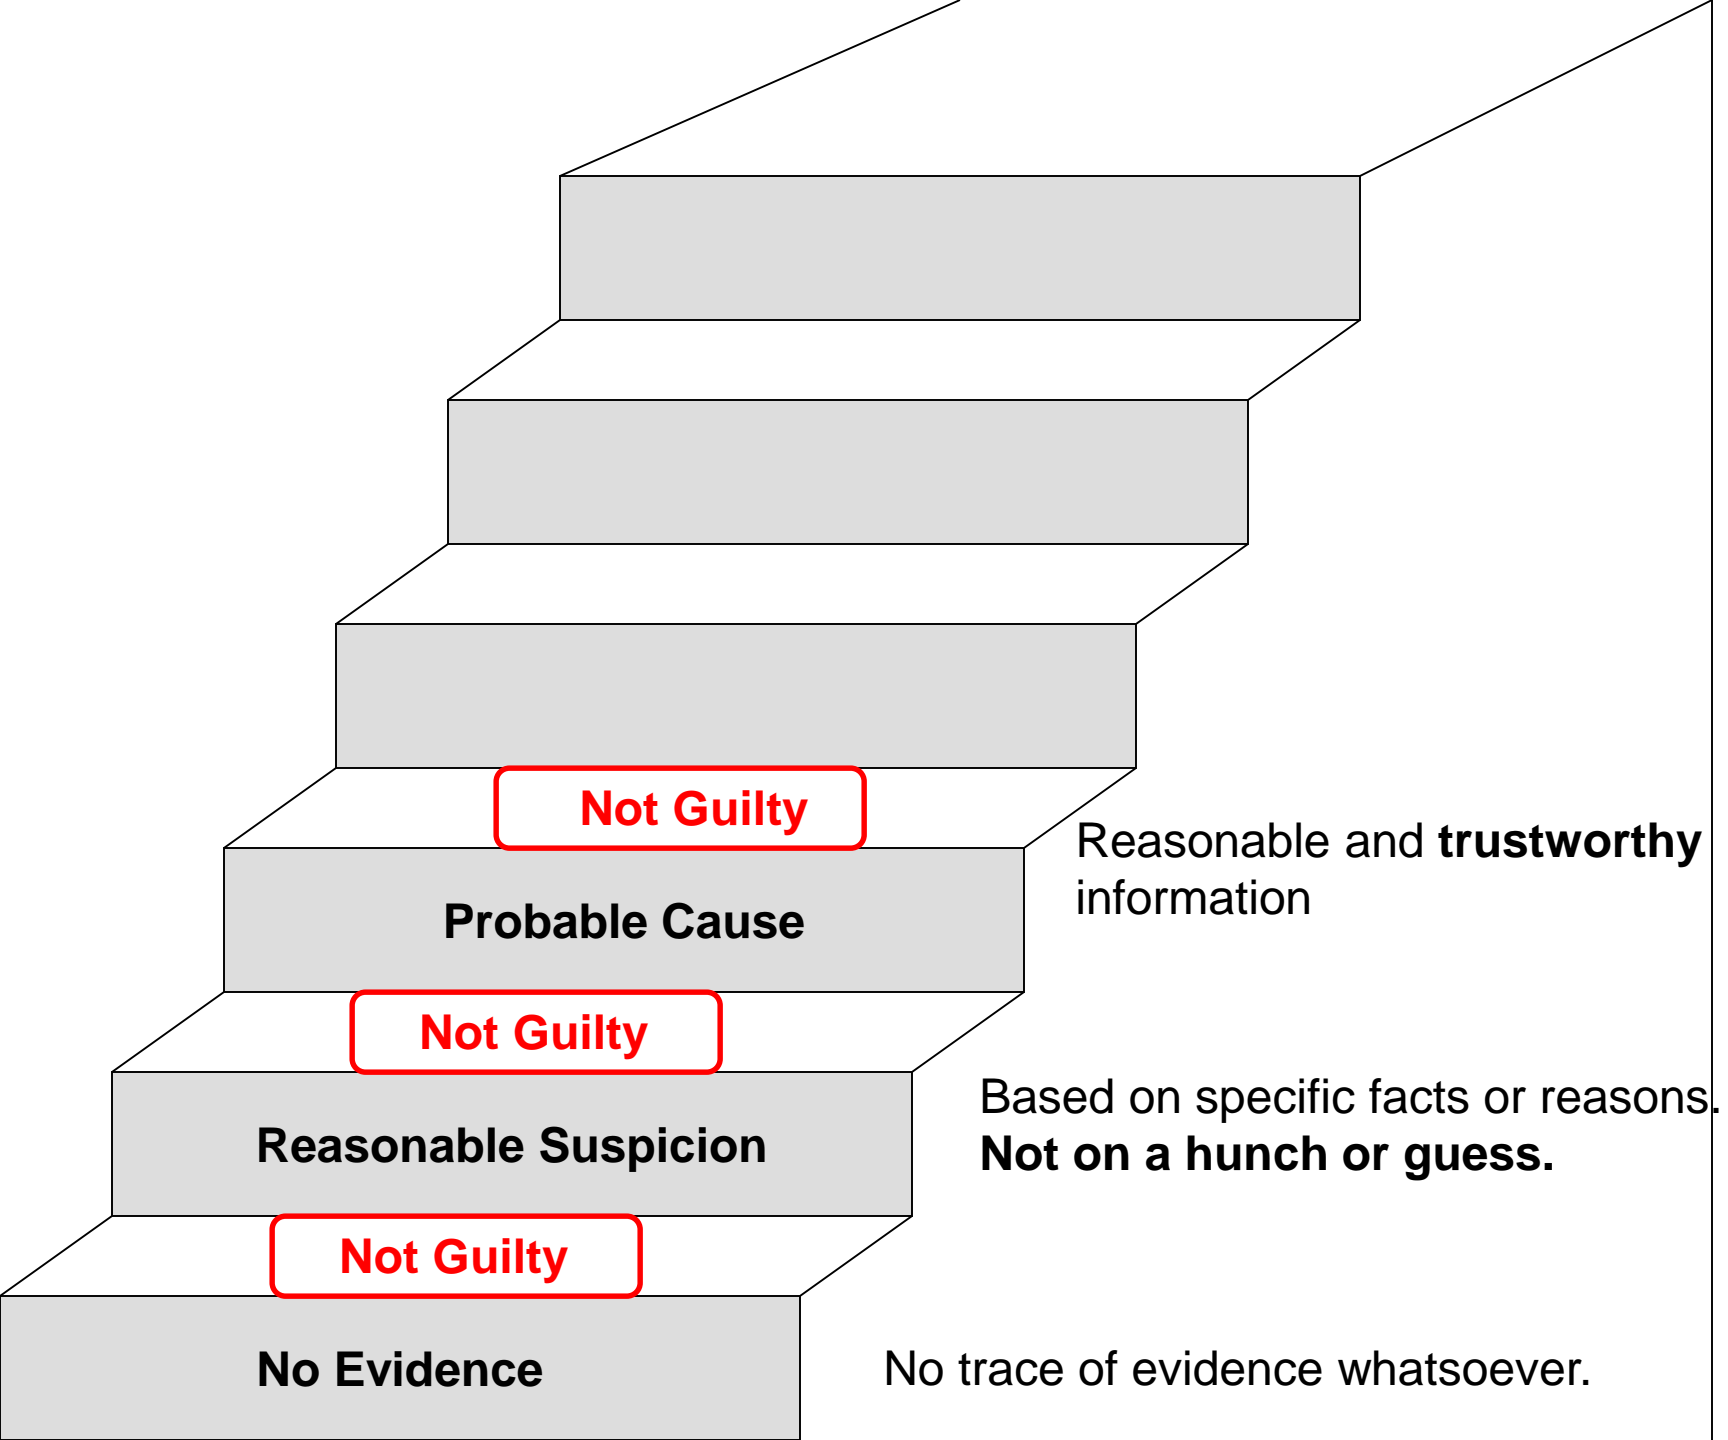 Not Guilty
Reasonable and trustworthy
information
Probable Cause
Not Guilty
Based on specific facts or reasons.
Not on a hunch or guess.
Reasonable Suspicion
Not Guilty
No Evidence
No trace of evidence whatsoever.